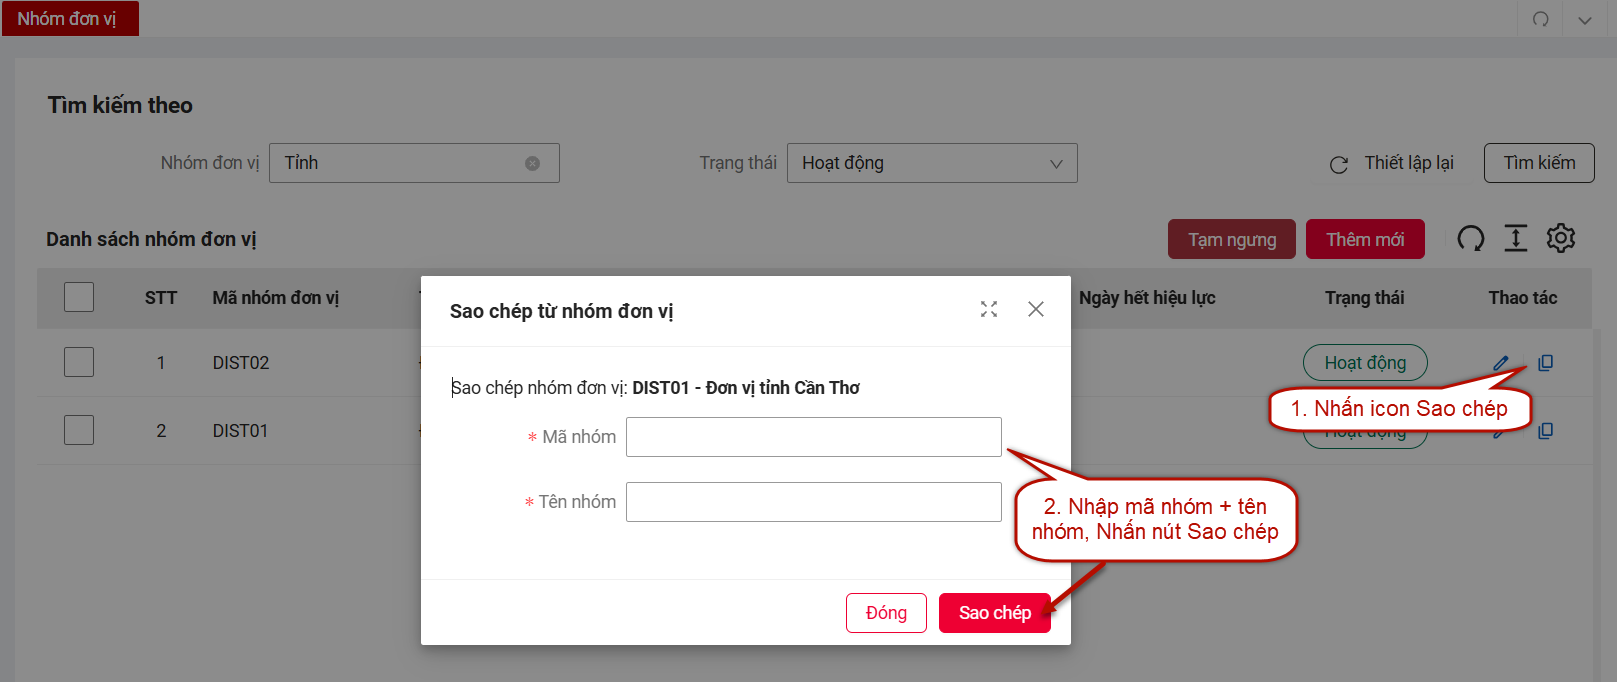 Nhóm đơn vị
Tìm kiếm theo
Nhóm đơn vị Tỉnh Trạng thái Hoạt động Thiết lập lại Tìm kiếm
Danh sách nhóm đơn vị Tạm ngưng Thêm mới
STT Mã nhóm đơn vị Ngày hết hiệu lực Trạng thái Thao tác
1 DIST02 Hoạt động
2 DIST01 Hoạt động
Sao chép từ nhóm đơn vị
Sao chép nhóm đơn vị: DIST01 - Đơn vị tỉnh Cần Thơ
* Mã nhóm
* Tên nhóm
Đóng Sao chép
1. Nhấn icon Sao chép
2. Nhập mã nhóm + tên
nhóm, Nhấn nút Sao chép